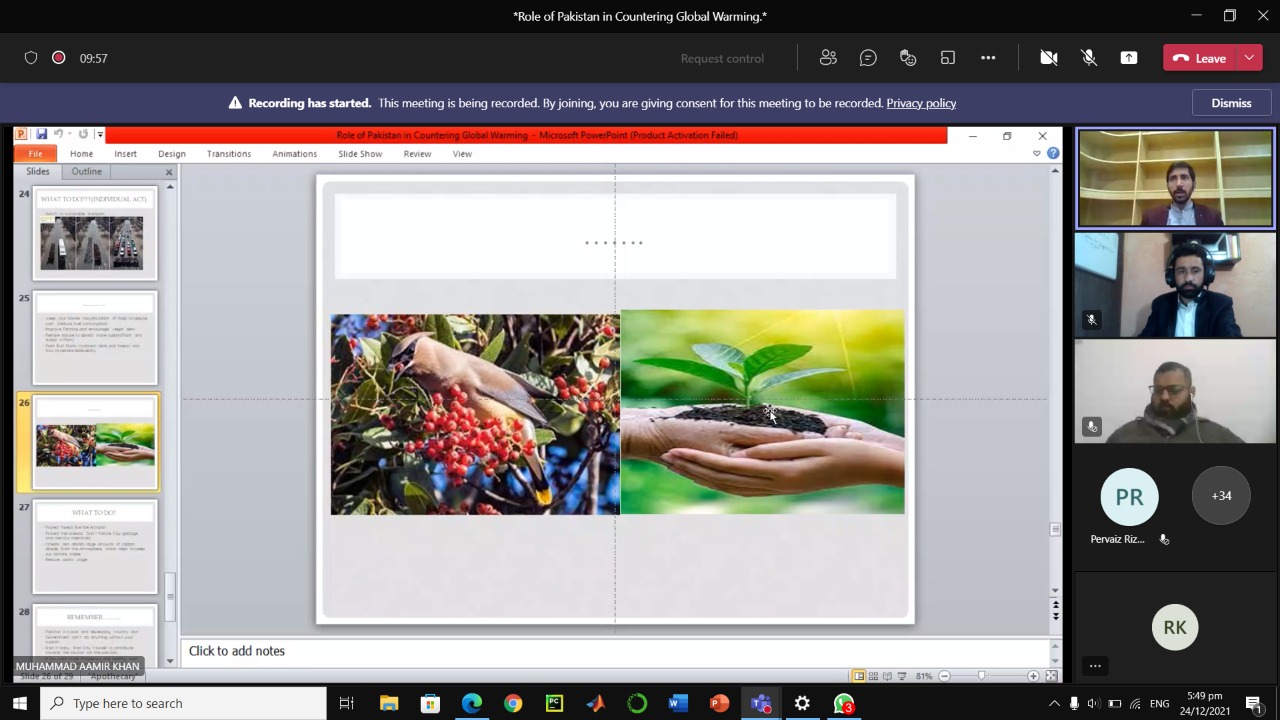 *Role of Pakistan in Countering Global Warming.*
09:57
Request control
Leave
Recording has started. This meeting is being recorded. By joining, you are giving consent for this meeting to be recorded. Privacy policy
Dismiss
Role of Pakistan in Countering Global Warming - Microsoft PowerPoint (Product Activation Failed)
File Home Insert Design Transitions Animations Slide Show Review View
Slides Outline
24
WHAT TO DO???(INDIVIDUAL ACT)
25
26
27
WHAT TO DO?
28
REMEMBER.........
.......
Click to add notes
MUHAMMAD AAMIR KHAN
Slide 26 of 29 "Apothecary"
81%
PR
+34
Pervaiz Riz...
RK
Type here to search
3
5:49 pm
24/12/2021
1